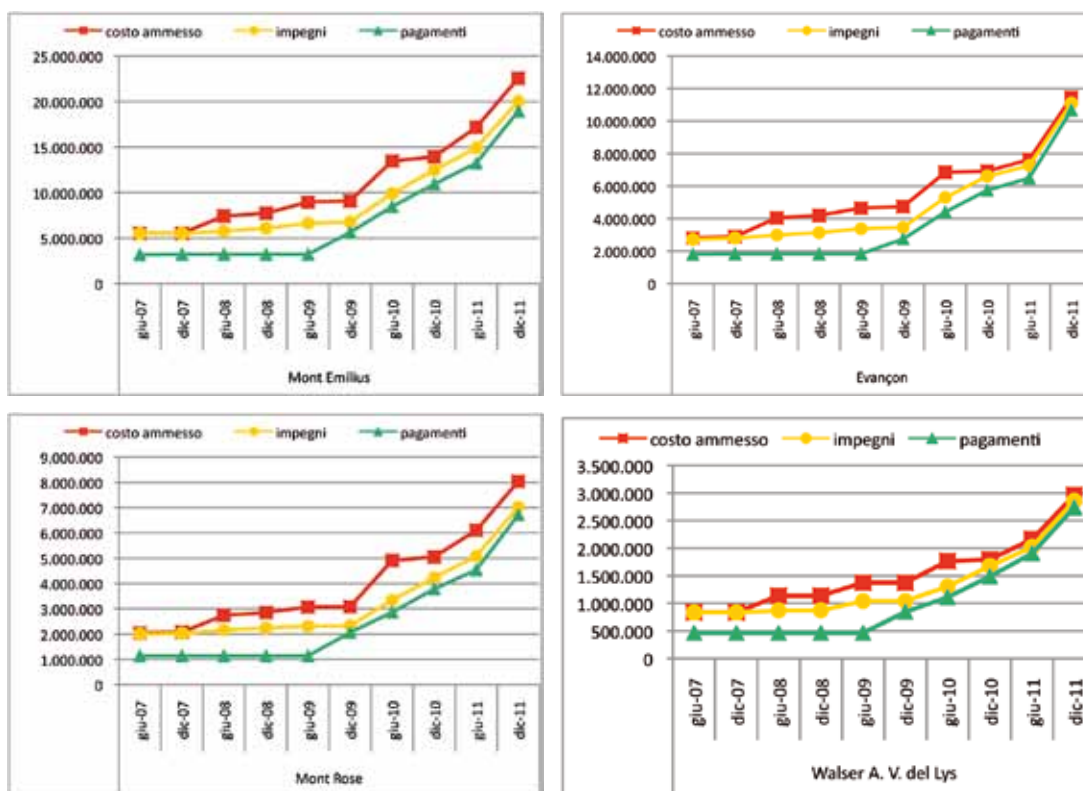 costo ammesso impegni pagamenti
25.000.000
20.000.000
15.000.000
10.000.000
5.000.000
0
giu-07 dic-07 giu-08 dic-08 giu-09 dic-09 giu-10 dic-10 giu-11 dic-11
Mont Emilius
costo ammesso impegni pagamenti
14.000.000
12.000.000
10.000.000
8.000.000
6.000.000
4.000.000
2.000.000
0
giu-07 dic-07 giu-08 dic-08 giu-09 dic-09 giu-10 dic-10 giu-11 dic-11
Evançon
costo ammesso impegni pagamenti
9.000.000
8.000.000
7.000.000
6.000.000
5.000.000
4.000.000
3.000.000
2.000.000
1.000.000
0
giu-07 dic-07 giu-08 dic-08 giu-09 dic-09 giu-10 dic-10 giu-11 dic-11
Mont Rose
costo ammesso impegni pagamenti
3.500.000
3.000.000
2.500.000
2.000.000
1.500.000
1.000.000
500.000
0
giu-07 dic-07 giu-08 dic-08 giu-09 dic-09 giu-10 dic-10 giu-11 dic-11
Walser A. V. del Lys